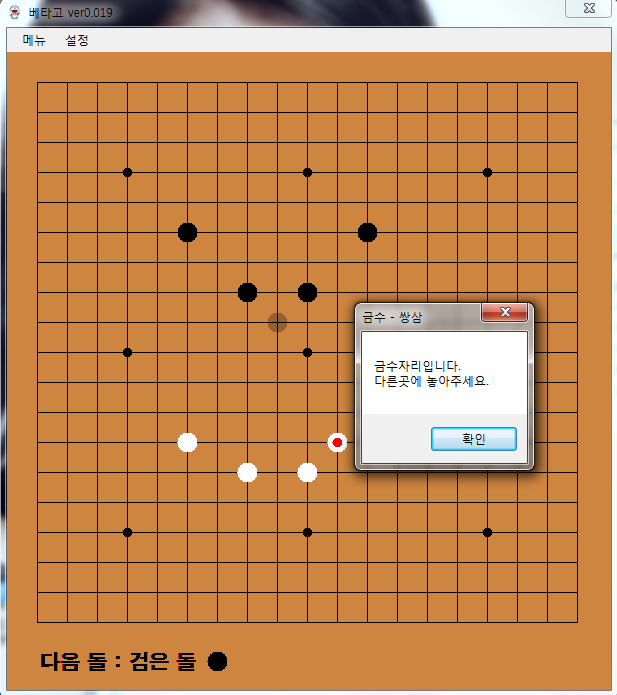 베타고 ver0.019
메뉴 설정
금수 - 쌍삼
금수자리입니다.
다른곳에 놓아주세요.
확인
다음 돌 : 검은 돌